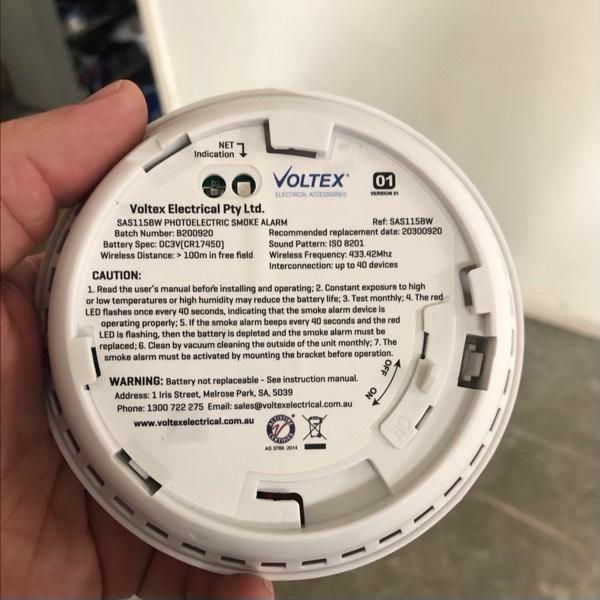 NET
Indication
VOLTEX®
ELECTRICAL ACCESSORIES
01
VERSION 01
Voltex Electrical Pty Ltd.
SAS115BW PHOTOELECTRIC SMOKE ALARM Ref: SAS115BW
Batch Number: B200920 Recommended replacement date: 20300920
Battery Spec: DC3V(CR17450) Sound Pattern: ISO 8201
Wireless Distance: > 100m in free field Wireless Frequency: 433.42Mhz
Interconnection: up to 40 devices
CAUTION:
1. Read the user's manual before installing and operating; 2. Constant exposure to high
or low temperatures or high humidity may reduce the battery life; 3. Test monthly; 4. The red
LED flashes once every 40 seconds, indicating that the smoke alarm device is
operating properly; 5. If the smoke alarm beeps every 40 seconds and the red
LED is flashing, then the battery is depleted and the smoke alarm must be
replaced; 6. Clean by vacuum cleaning the outside of the unit monthly; 7. The
smoke alarm must be activated by mounting the bracket before operation.
OFF
ON
WARNING: Battery not replaceable - See instruction manual.
Address: 1 Iris Street, Melrose Park, SA, 5039
Phone: 1300 722 275 Email: sales@voltexelectrical.com.au
www.voltexelectrical.com.au
ON
AS 3786 2014